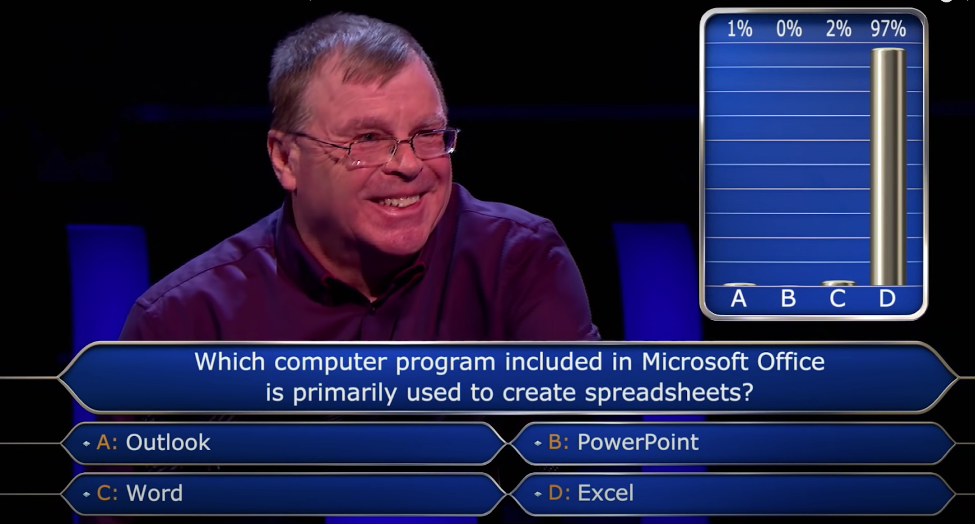 1% 0% 2% 97%
A B C D
Which computer program included in Microsoft Office
is primarily used to create spreadsheets?
A: Outlook
B: PowerPoint
C: Word
D: Excel